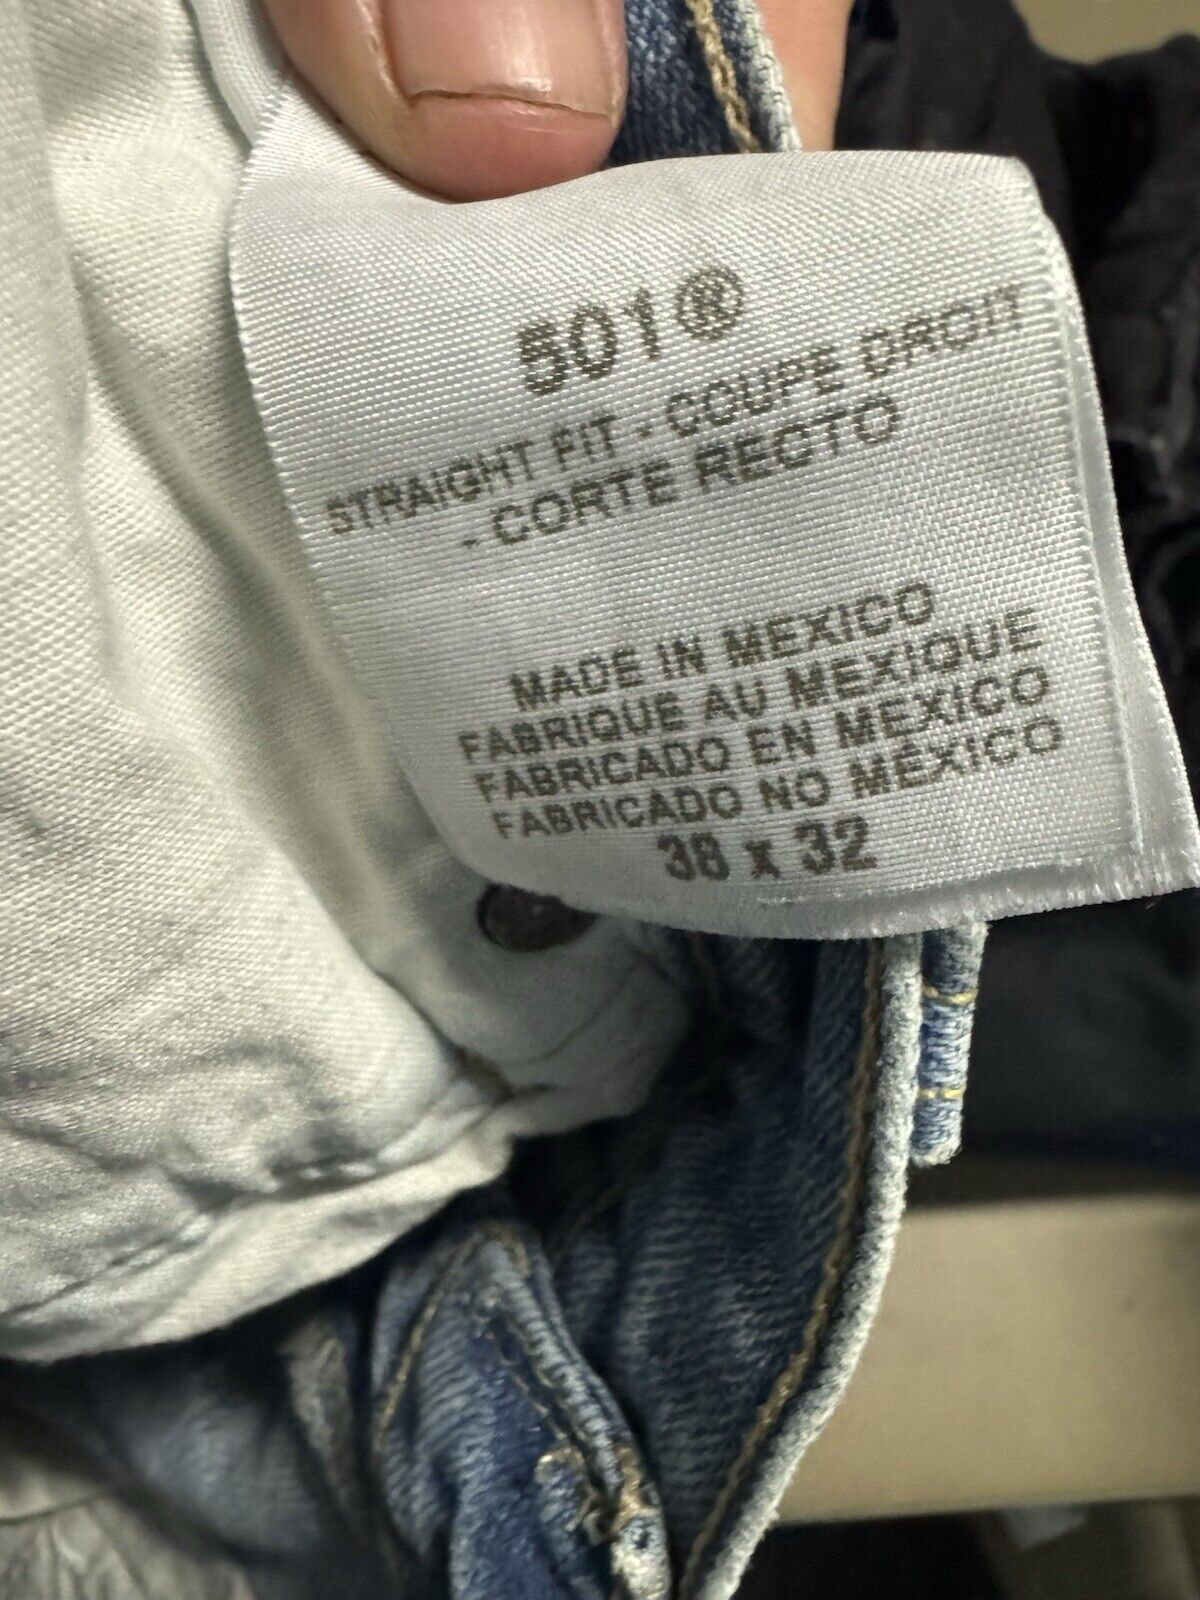 501®
STRAIGHT FIT - COUPE DROIT
- CORTE RECTO
MADE IN MEXICO
FABRIQUE AU MEXIQUE
FABRICADO EN MEXICO
FABRICADO NO MÉXICO
38 x 32